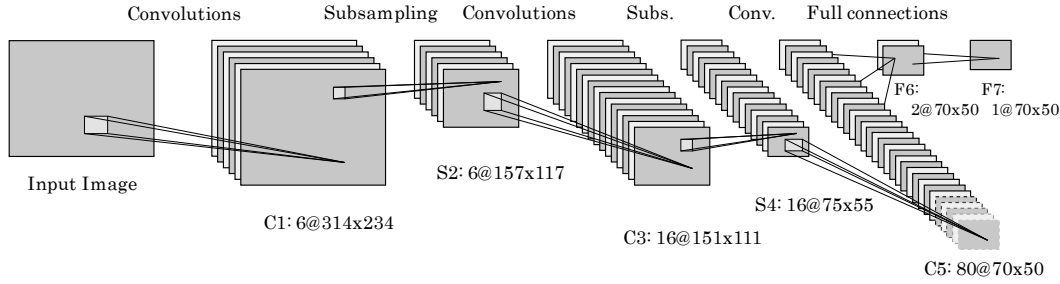 Convolutions Subsampling Convolutions Subs. Conv. Full connections
Input Image
C1: 6@314x234
S2: 6@157x117
C3: 16@151x111
S4: 16@75x55
C5: 80@70x50
F6:
2@70x50
F7:
1@70x50